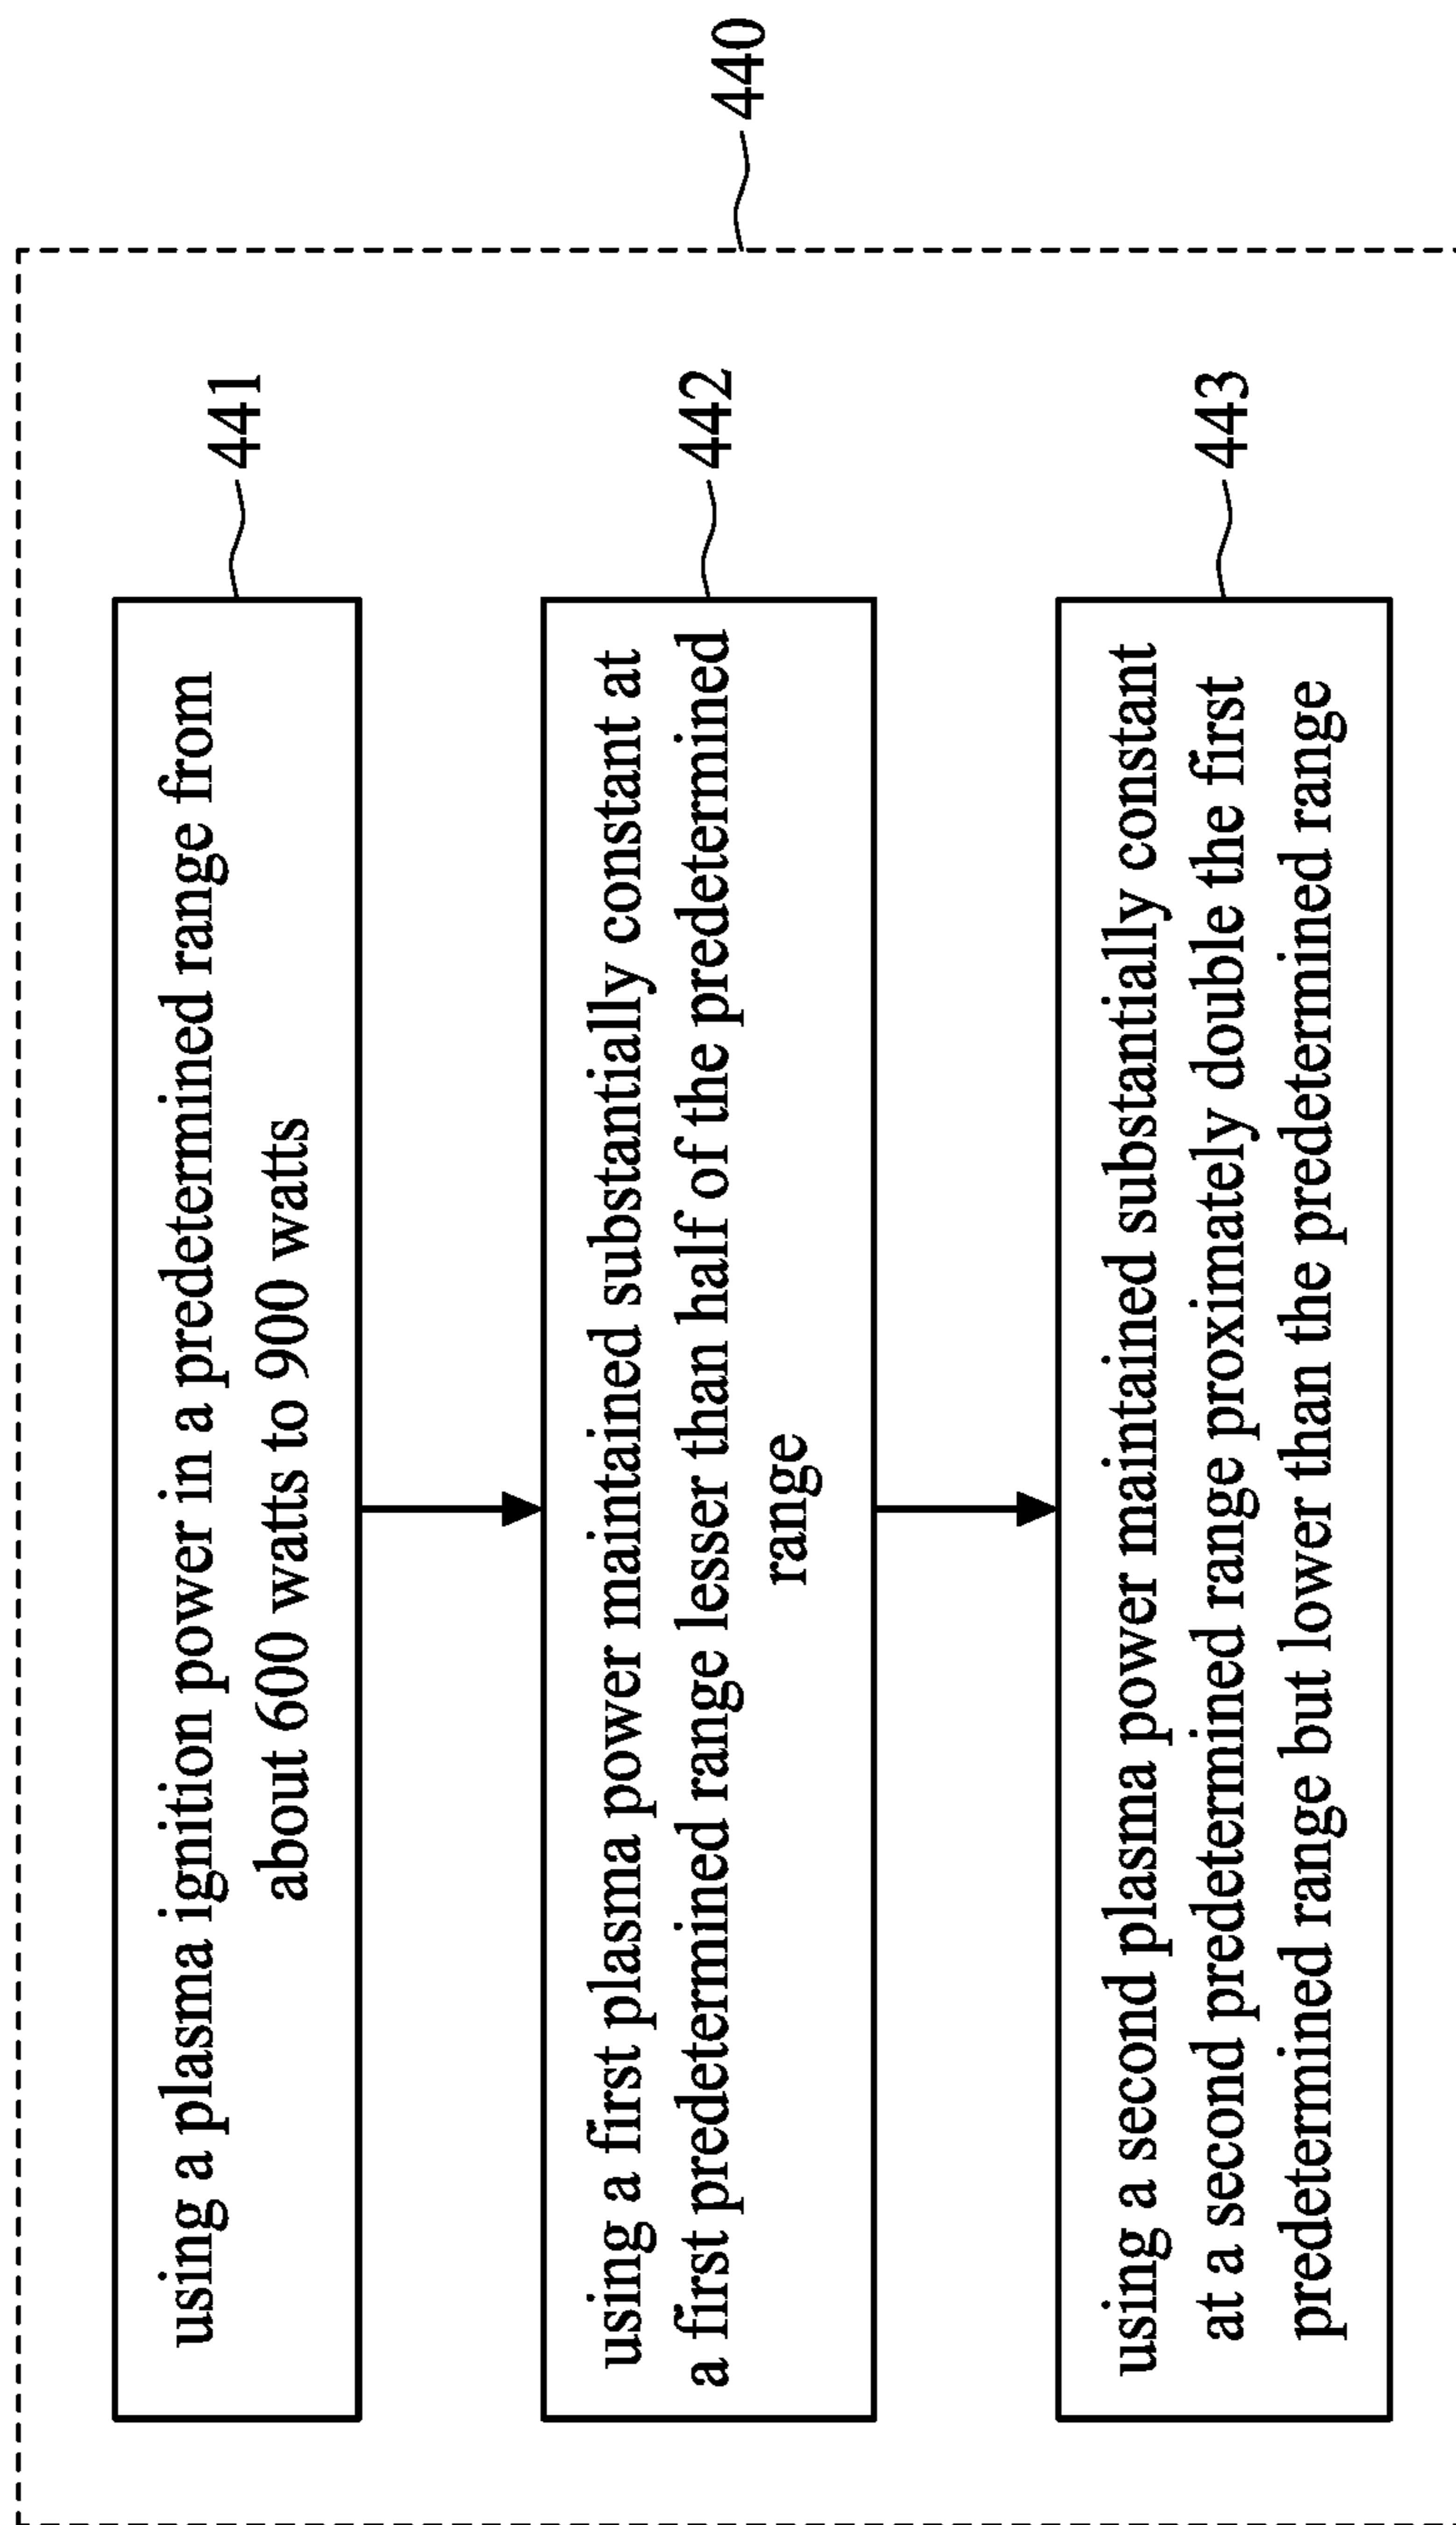 440
441
using a plasma ignition power in a predetermined range from
about 600 watts to 900 watts
442
using a first plasma power maintained substantially constant at
a first predetermined range lesser than half of the predetermined
range
443
using a second plasma power maintained substantially constant
at a second predetermined range proximately double the first
predetermined range but lower than the predetermined range